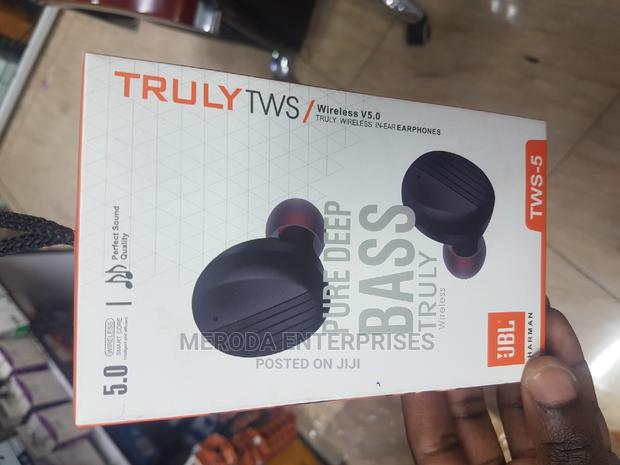 TRULY TWS / Wireless V5.0
TRULY WIRELESS IN-EAR EARPHONES
TWS-5
PURE DEEP
BASS
TRULY
Wireless
JBL
HARMAN
5.0
WIRELESS
SMART CORE
Perfect Sound
Quality
MERODA ENTERPRISES
POSTED ON JIJI